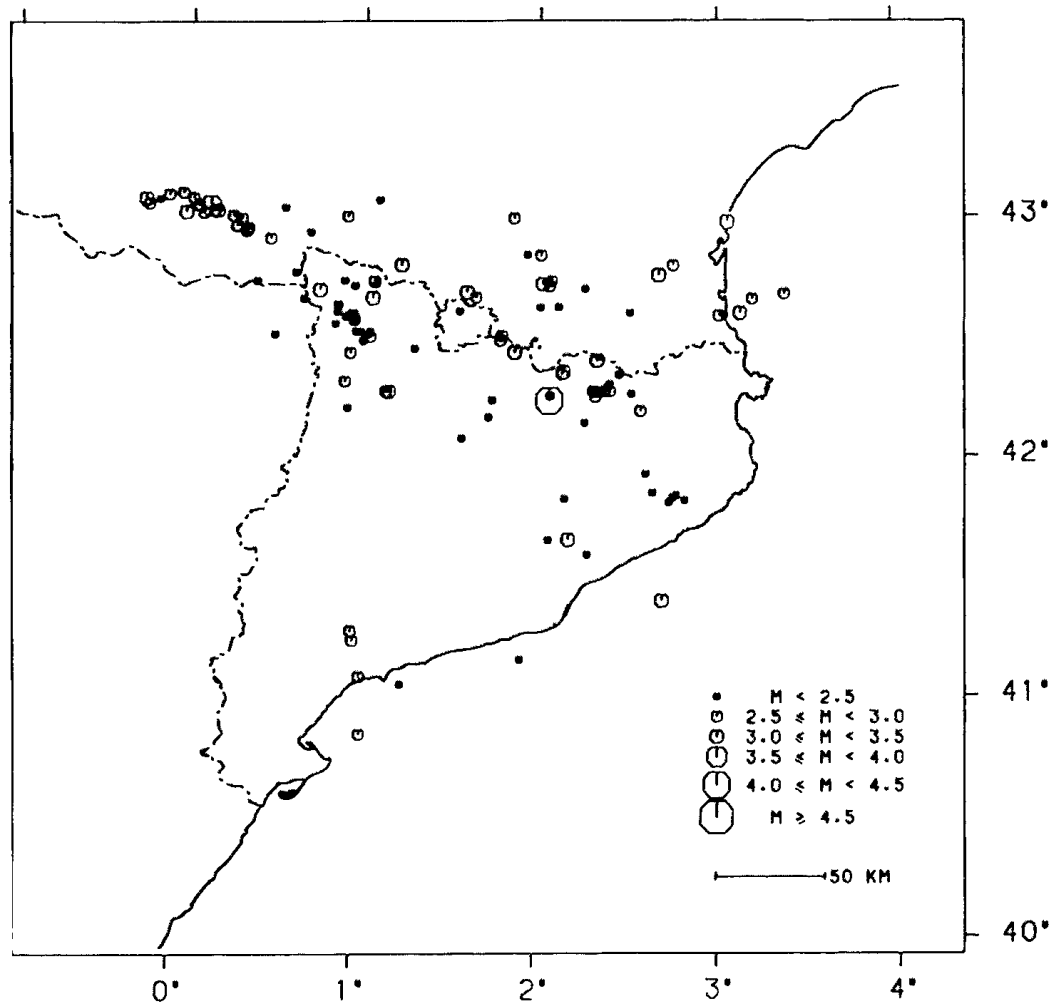 43°
42°
41°
M < 2.5
2.5 ≤ M < 3.0
3.0 ≤ M < 3.5
3.5 ≤ M < 4.0
4.0 ≤ M < 4.5
M ≥ 4.5
50 KM
40°
0° 1° 2° 3° 4°